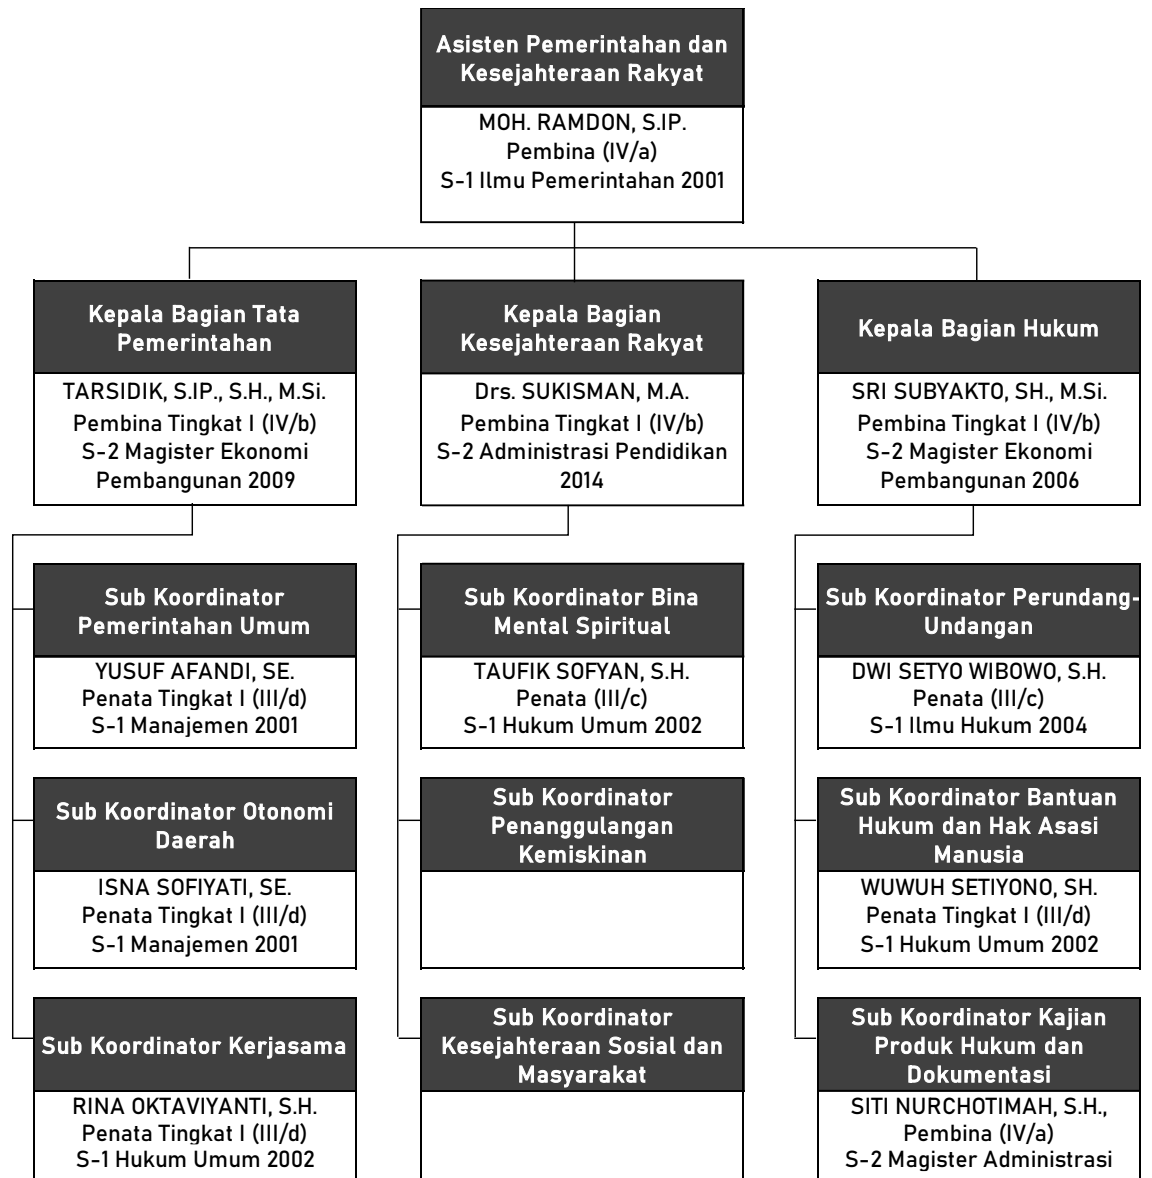 Asisten Pemerintahan dan
Kesejahteraan Rakyat
MOH. RAMDON, S.IP.
Pembina (IV/a)
S-1 Ilmu Pemerintahan 2001
Kepala Bagian Tata
Pemerintahan
TARSIDIK, S.IP., S.H., M.Si.
Pembina Tingkat I (IV/b)
S-2 Magister Ekonomi
Pembangunan 2009
Kepala Bagian
Kesejahteraan Rakyat
Drs. SUKISMAN, M.A.
Pembina Tingkat I (IV/b)
S-2 Administrasi Pendidikan
2014
Kepala Bagian Hukum
SRI SUBYAKTO, SH., M.Si.
Pembina Tingkat I (IV/b)
S-2 Magister Ekonomi
Pembangunan 2006
Sub Koordinator
Pemerintahan Umum
YUSUF AFANDI, SE.
Penata Tingkat I (III/d)
S-1 Manajemen 2001
Sub Koordinator Bina
Mental Spiritual
TAUFIK SOFYAN, S.H.
Penata (III/c)
S-1 Hukum Umum 2002
Sub Koordinator Perundang-
Undangan
DWI SETYO WIBOWO, S.H.
Penata (III/c)
S-1 Ilmu Hukum 2004
Sub Koordinator Otonomi
Daerah
ISNA SOFIYATI, SE.
Penata Tingkat I (III/d)
S-1 Manajemen 2001
Sub Koordinator
Penanggulangan
Kemiskinan
Sub Koordinator Bantuan
Hukum dan Hak Asasi
Manusia
WUWUH SETIYONO, SH.
Penata Tingkat I (III/d)
S-1 Hukum Umum 2002
Sub Koordinator Kerjasama
RINA OKTAVIYANTI, S.H.
Penata Tingkat I (III/d)
S-1 Hukum Umum 2002
Sub Koordinator
Kesejahteraan Sosial dan
Masyarakat
Sub Koordinator Kajian
Produk Hukum dan
Dokumentasi
SITI NURCHOTIMAH, S.H.,
Pembina (IV/a)
S-2 Magister Administrasi